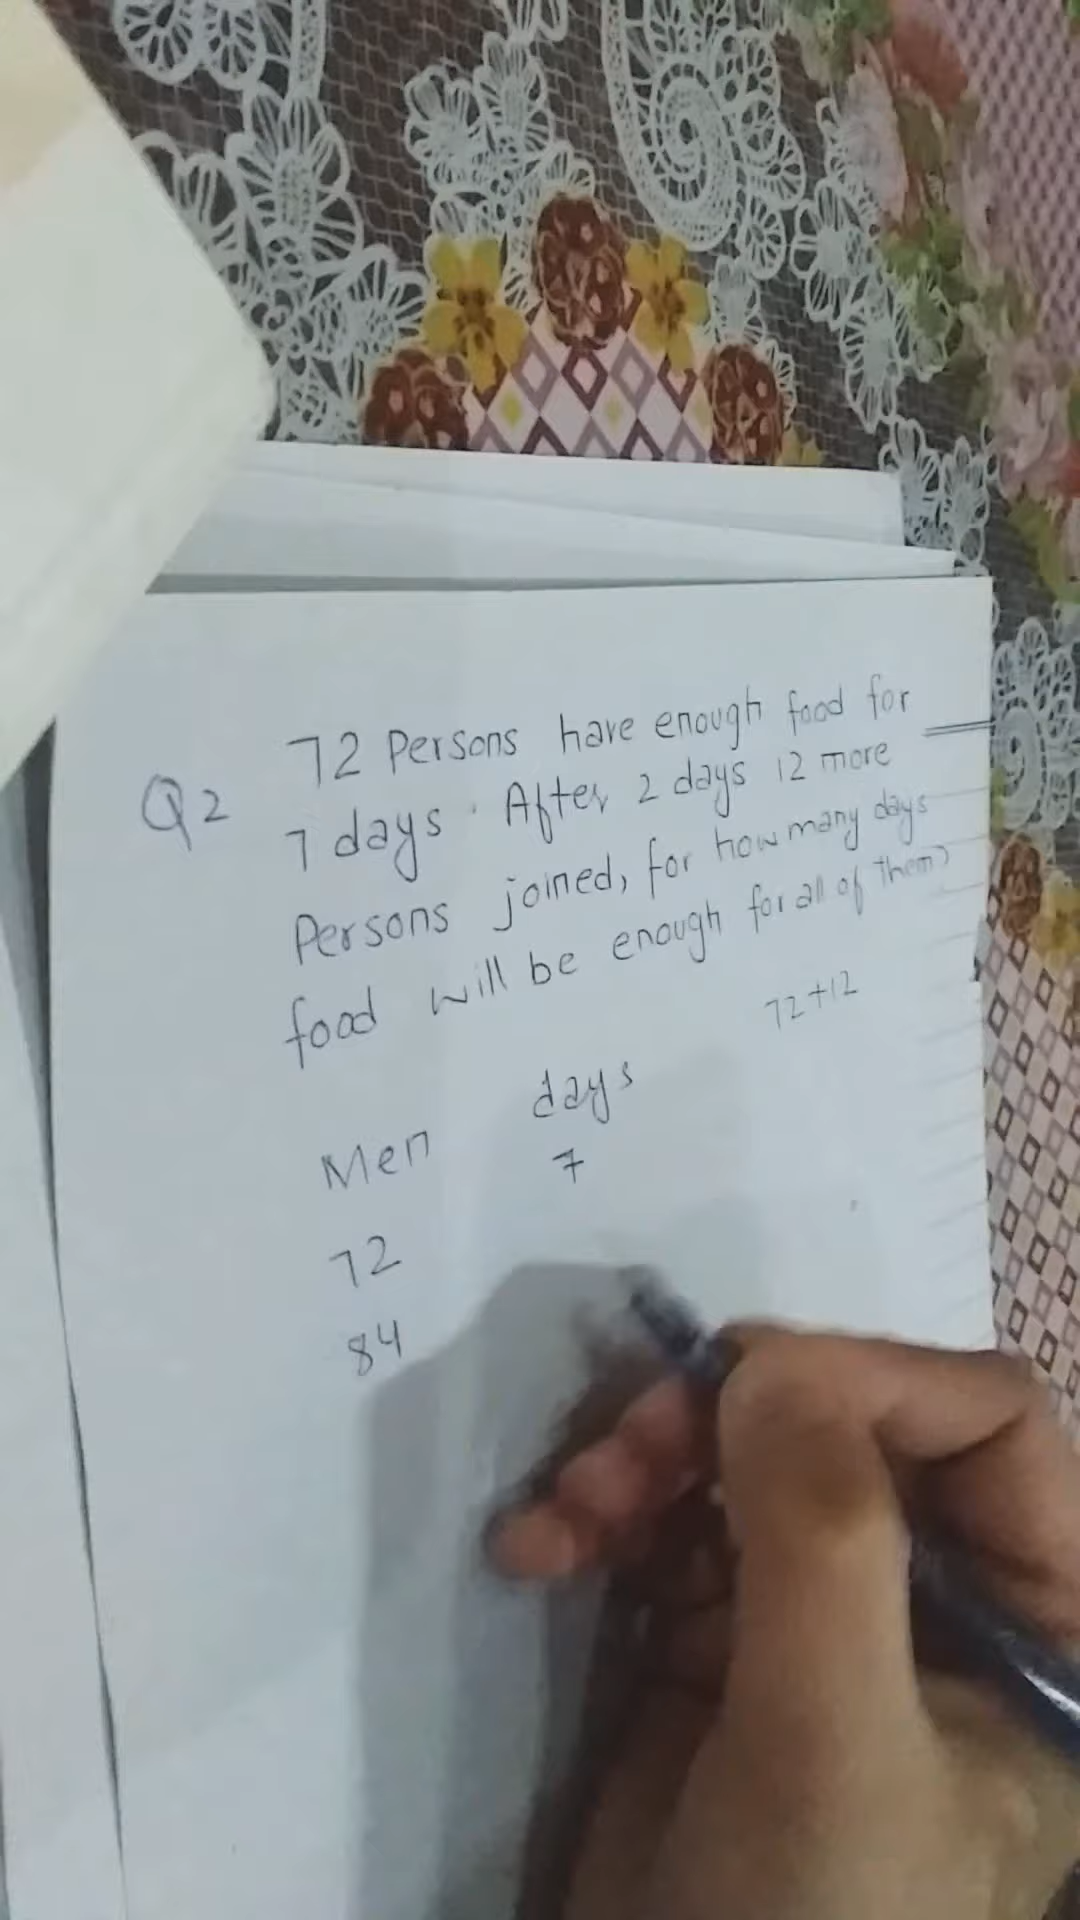 72 Persons have enough food for
Q2
7 days. After 2 days 12 more
Persons joined, for how many days
food will be enough for all of them?
72+12
Men days
7
72
84